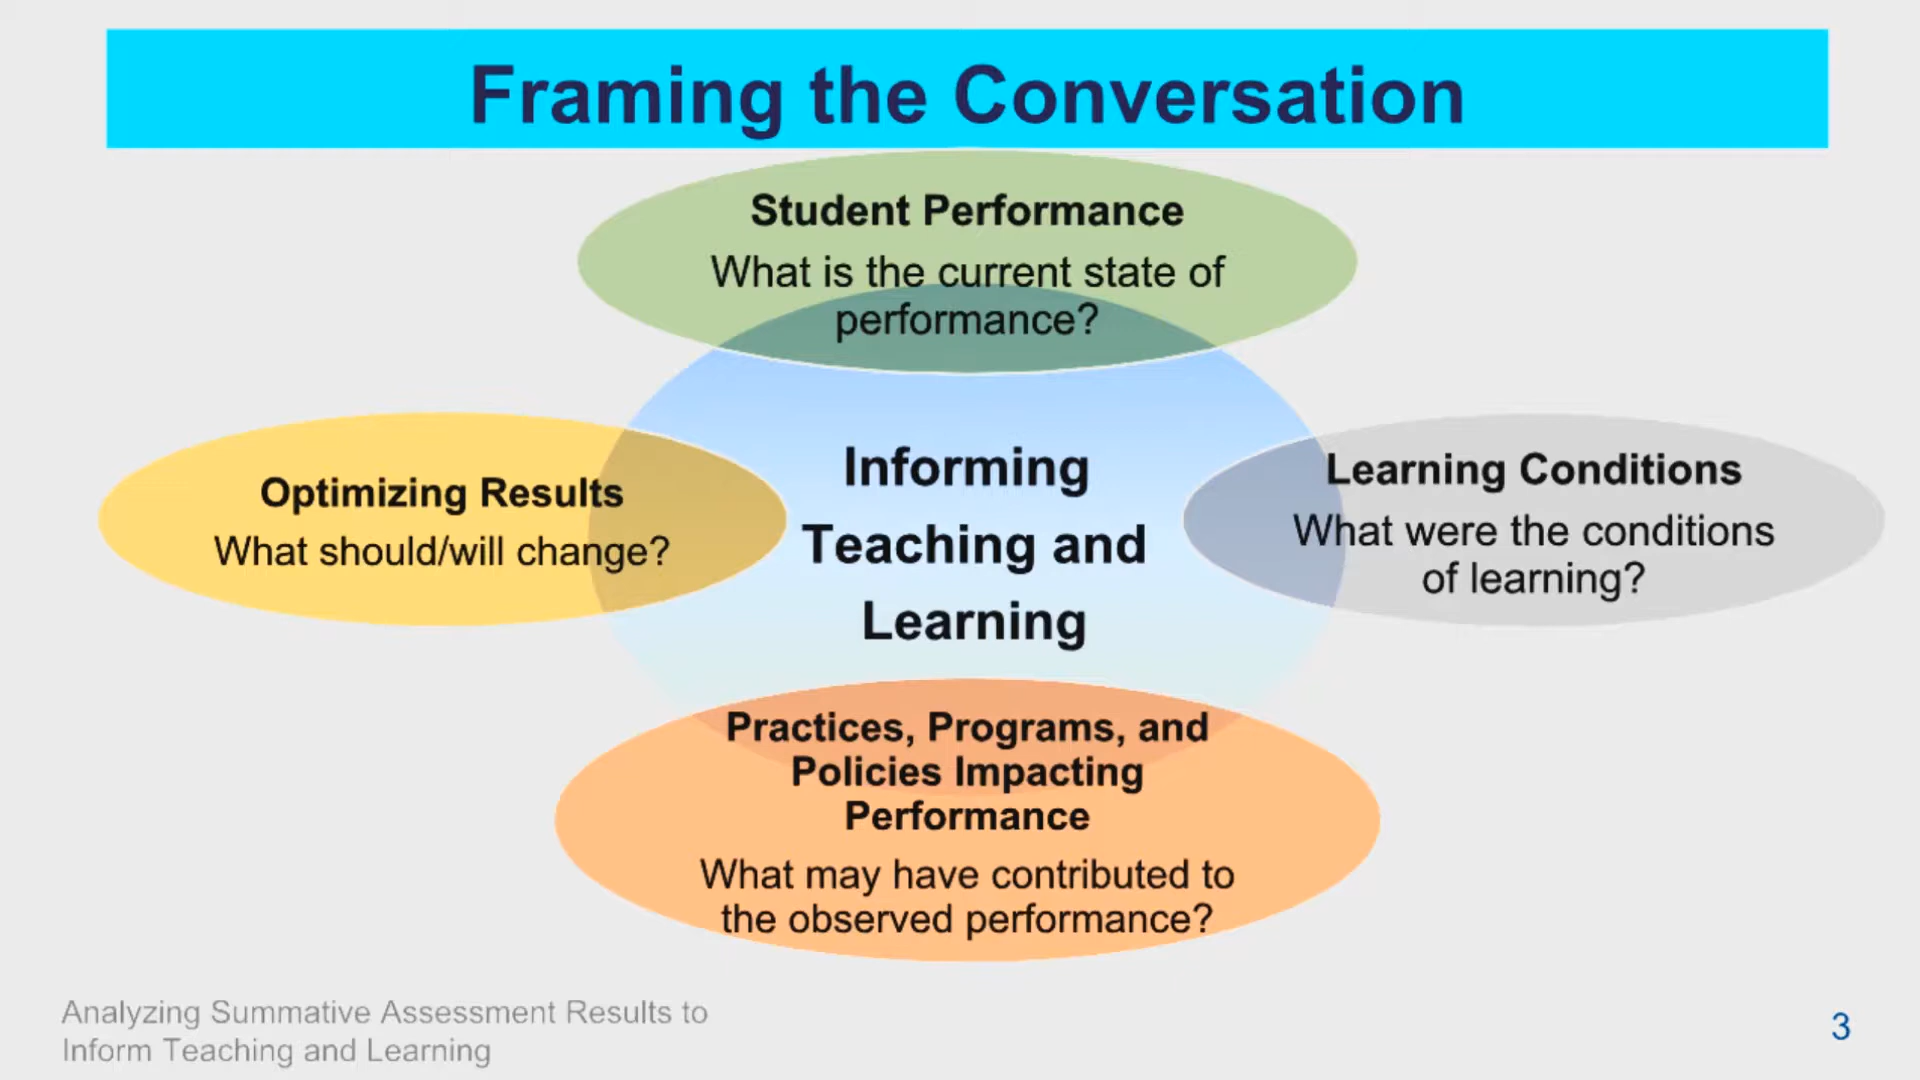 Framing the Conversation
Student Performance
What is the current state of
performance?
Optimizing Results
What should/will change?
Informing
Teaching and
Learning
Learning Conditions
What were the conditions
of learning?
Practices, Programs, and
Policies Impacting
Performance
What may have contributed to
the observed performance?
Analyzing Summative Assessment Results to
Inform Teaching and Learning
3